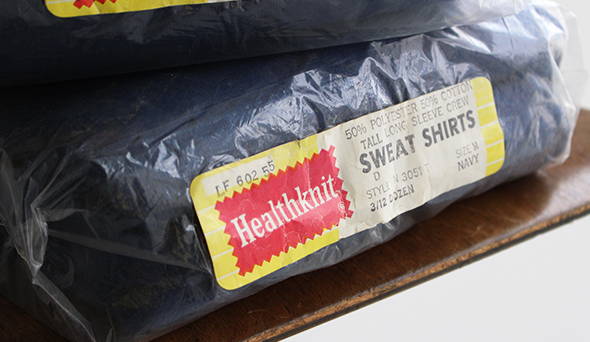 LF 602 55
Healthknit®
50% POLYESTER 50% COTTON
TALL LONG SLEEVE CREW
SWEAT SHIRTS
D
SIZE M
STYLE N 3051 NAVY
3/12 DOZEN